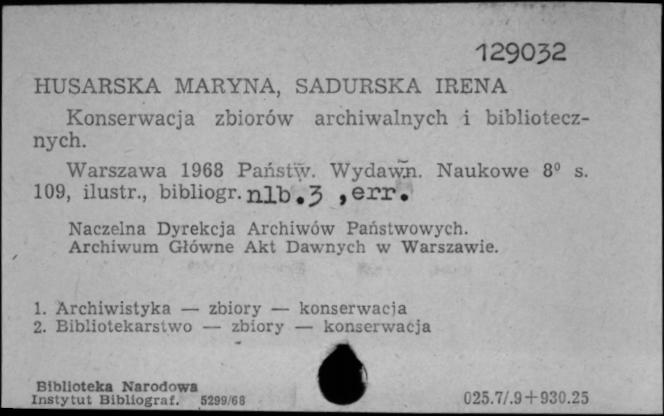 129032
HUSARSKA MARYNA, SADURSKA IRENA
Konserwacja zbiorów archiwalnych i bibliotecz-
nych.
Warszawa 1968 Państw. Wydawn. Naukowe 8⁰ s.
109, ilustr., bibliogr. nlb.3 ,err.
Naczelna Dyrekcja Archiwów Państwowych.
Archiwum Główne Akt Dawnych w Warszawie.
1. Archiwistyka — zbiory — konserwacja
2. Bibliotekarstwo — zbiory — konserwacja
Biblioteka Narodowa
Instytut Bibliograf. 5299/68 025.7/.9+930.25